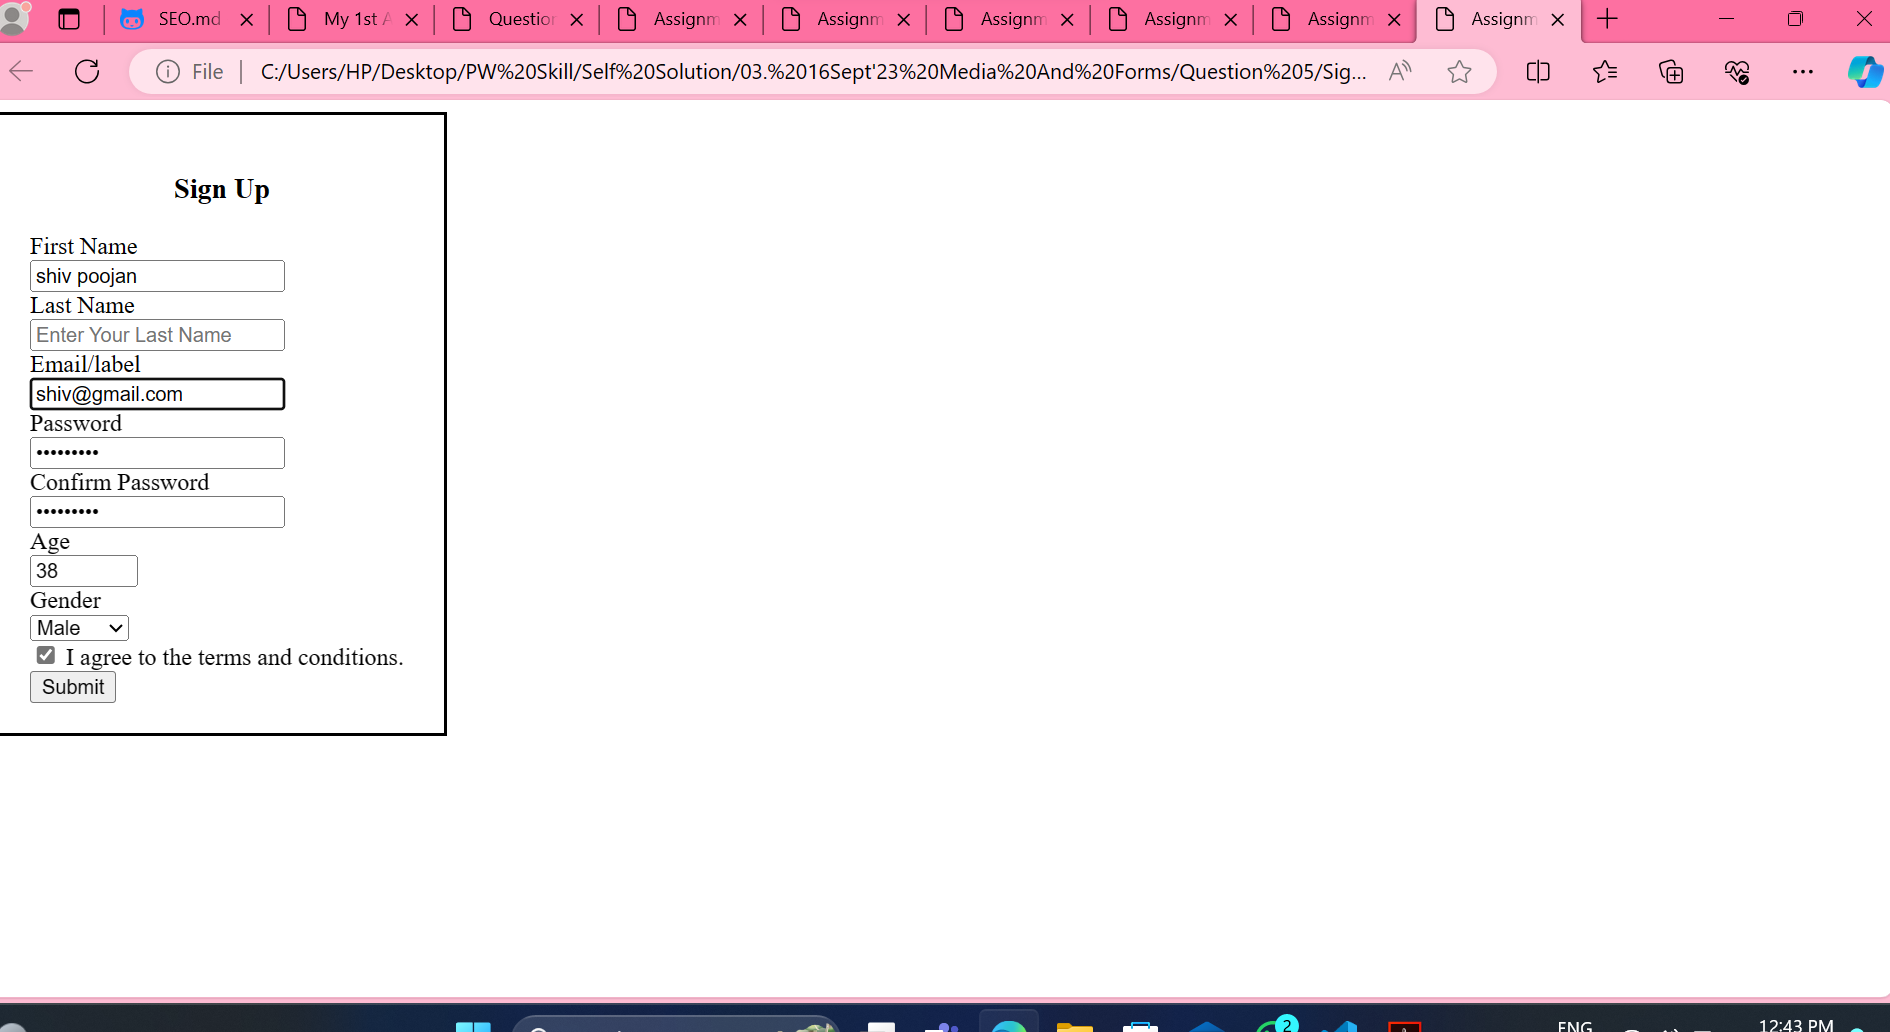 SEO.md
My 1st A
Question
Assignm
Assignm
Assignm
Assignm
Assignm
Assignm
File
C:/Users/HP/Desktop/PW%20Skill/Self%20Solution/03.%2016Sept'23%20Media%20And%20Forms/Question%205/Sig...
Sign Up
First Name
shiv poojan
Last Name
Enter Your Last Name
Email/label
shiv@gmail.com
Password
•••••••••
Confirm Password
•••••••••
Age
38
Gender
Male
I agree to the terms and conditions.
Submit
2
ENG
12:43 PM